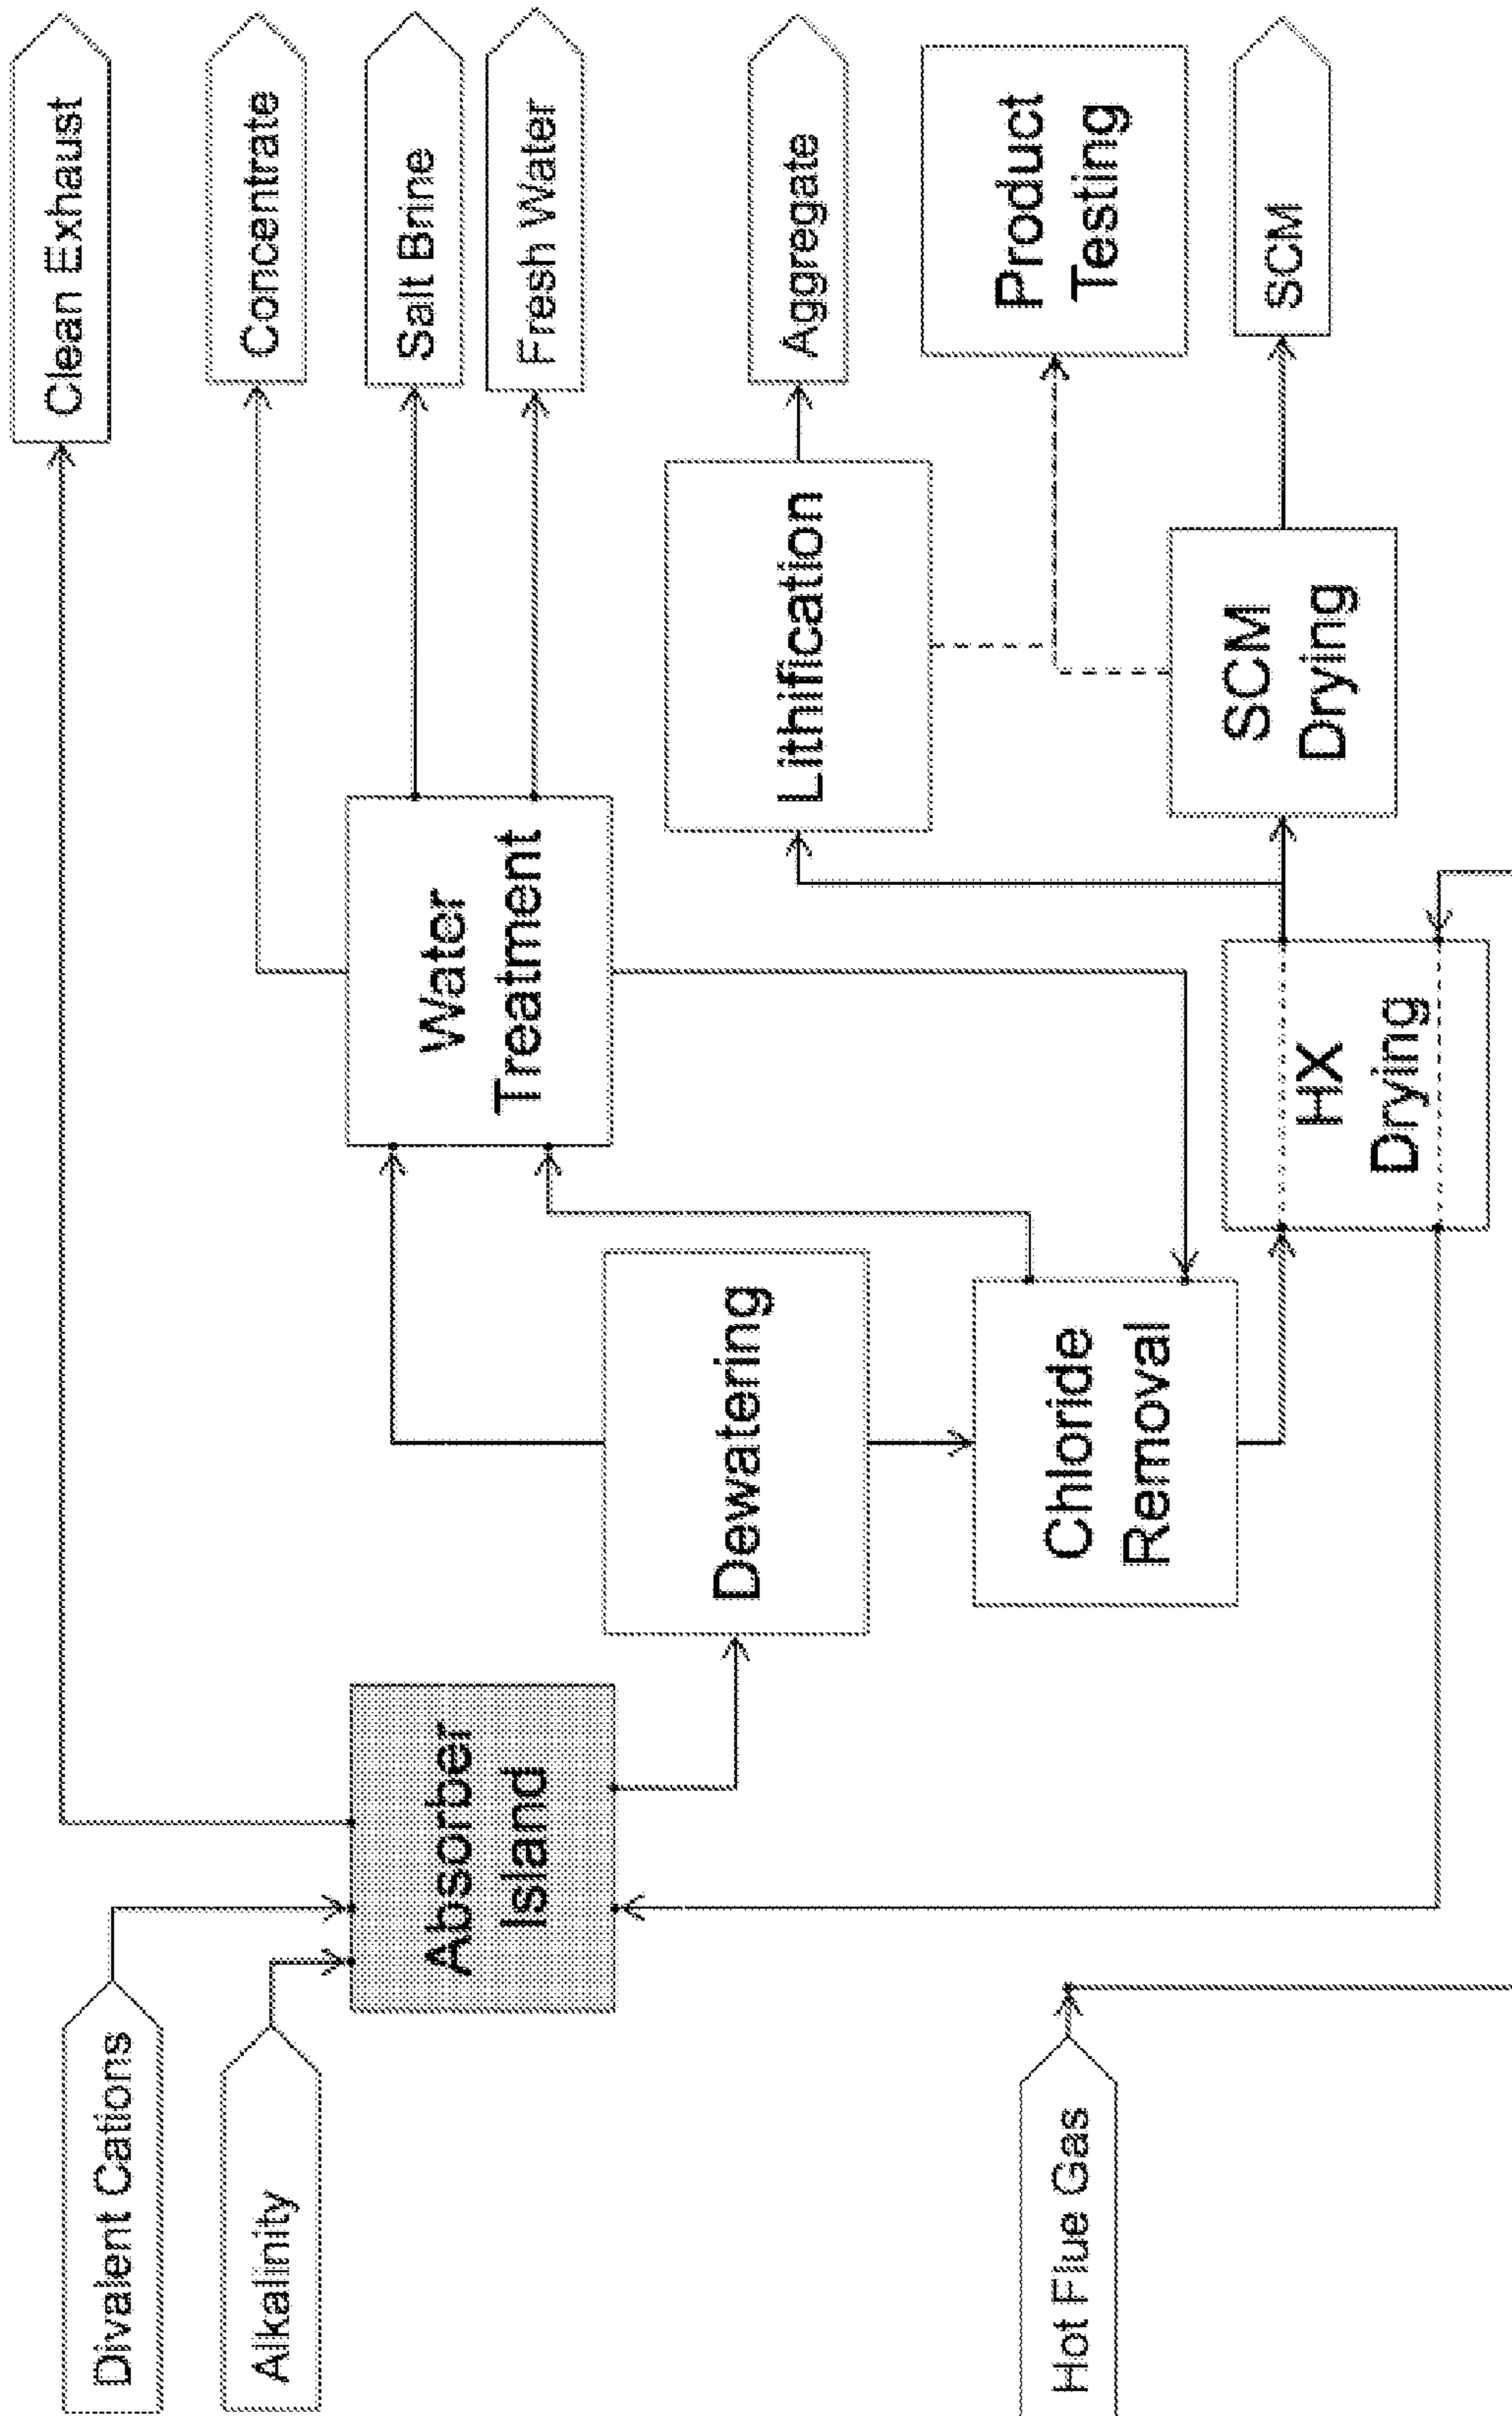 Divalent Cations
Alkalinity
Hot Flue Gas
Absorber
Island
Dewatering
Chloride
Removal
Water
Treatment
HX
Drying
Lithification
SCM
Drying
Product
Testing
Clean Exhaust
Concentrate
Salt Brine
Fresh Water
Aggregate
SCM